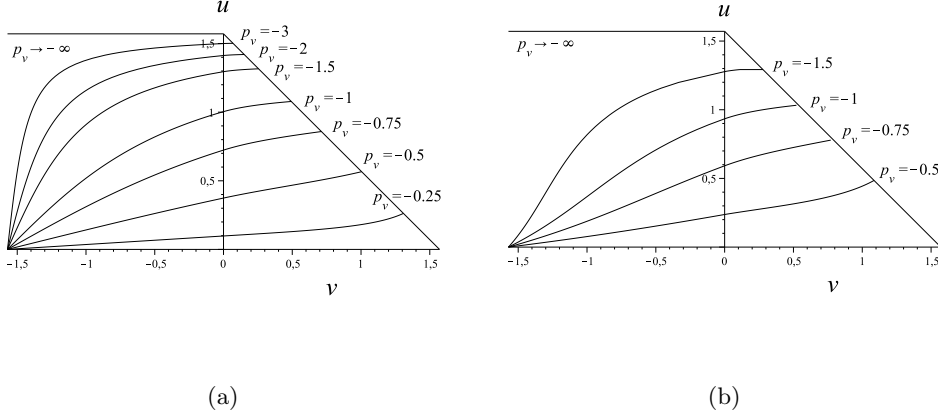 u
p_v → − ∞
1,5
p_v = −3
p_v = −2
p_v = −1.5
1
p_v = −1
p_v = −0.75
0,5
p_v = −0.5
p_v = −0.25
−1,5 −1 −0,5 0 0,5 1 1,5
v
(a)
u
p_v → − ∞
1,5
p_v = −1.5
1
p_v = −1
p_v = −0.75
0,5
p_v = −0.5
−1,5 −1 −0,5 0 0,5 1 1,5
v
(b)